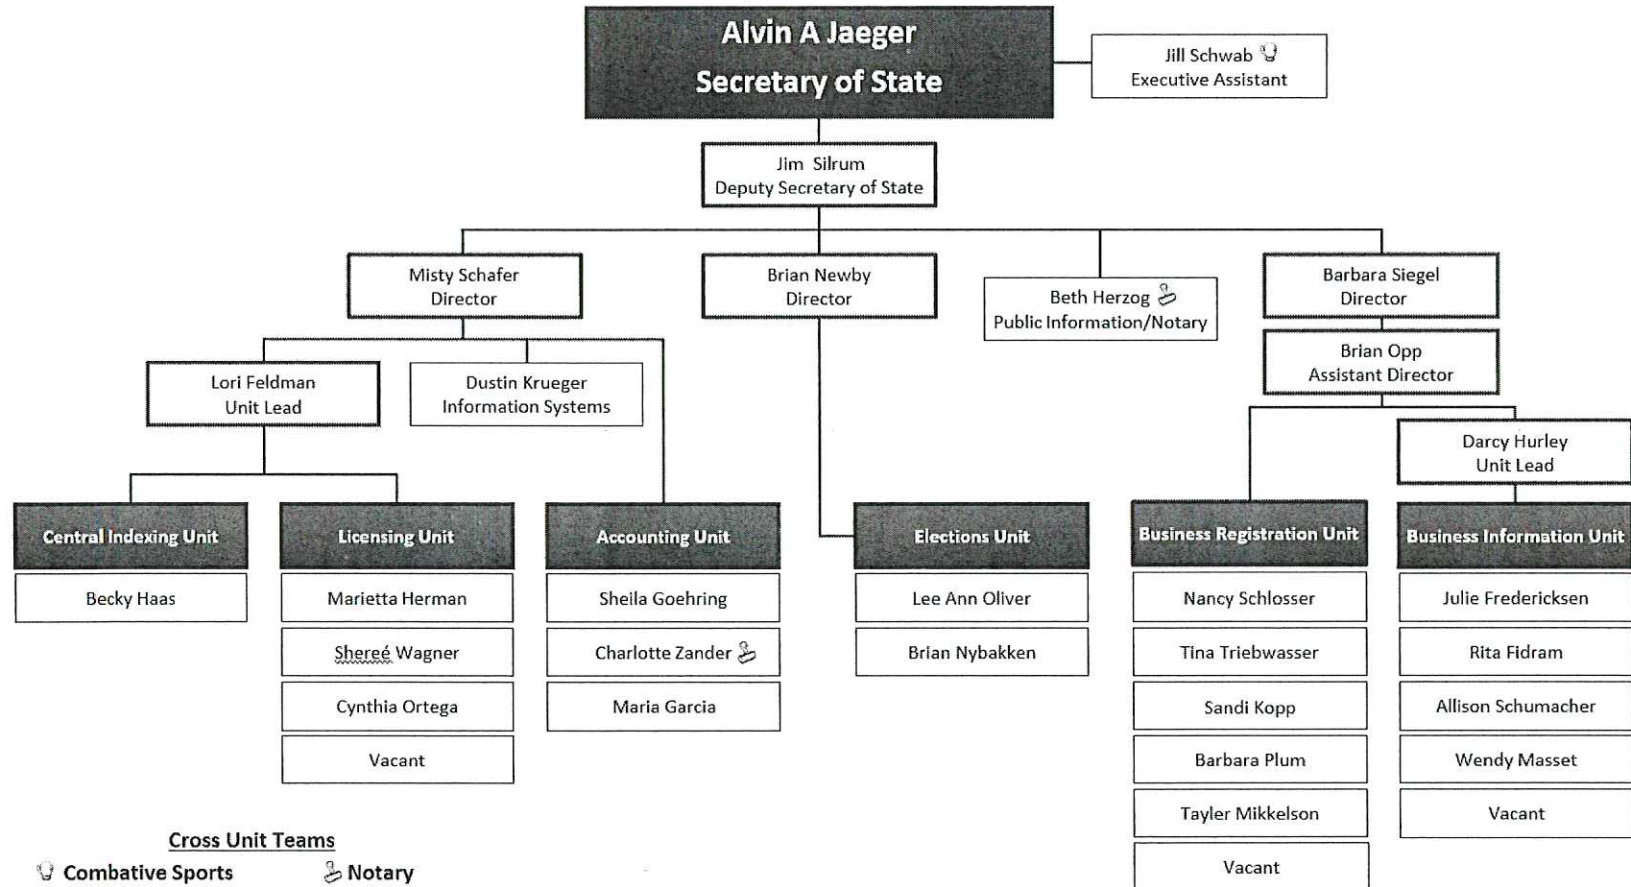 Alvin A Jaeger
Secretary of State
Jill Schwab
Executive Assistant
Jim Silrum
Deputy Secretary of State
Misty Schafer
Director
Brian Newby
Director
Beth Herzog
Public Information/Notary
Barbara Siegel
Director
Brian Opp
Assistant Director
Lori Feldman
Unit Lead
Dustin Krueger
Information Systems
Darcy Hurley
Unit Lead
Central Indexing Unit
Becky Haas
Licensing Unit
Marietta Herman
Shereé Wagner
Cynthia Ortega
Vacant
Accounting Unit
Sheila Goehring
Charlotte Zander
Maria Garcia
Elections Unit
Lee Ann Oliver
Brian Nybakken
Business Registration Unit
Nancy Schlosser
Tina Triebwasser
Sandi Kopp
Barbara Plum
Tayler Mikkelson
Vacant
Business Information Unit
Julie Fredericksen
Rita Fidram
Allison Schumacher
Wendy Masset
Vacant
Cross Unit Teams
Combative Sports
Notary